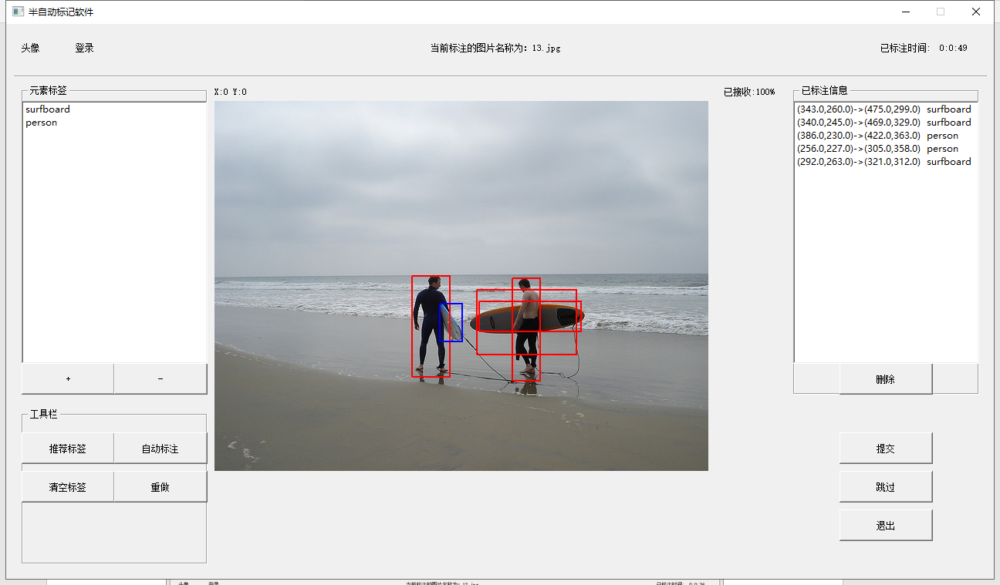 半自动标记软件
头像 登录 当前标注的图片名称为: 13.jpg 已标注时间: 0:0:49
元素标签
surfboard
person
+ -
工具栏
推荐标签 自动标注
清空标签 重做
X:0 Y:0 已接收:100%
已标注信息
(343.0,260.0)->(475.0,299.0) surfboard
(340.0,245.0)->(469.0,329.0) surfboard
(386.0,230.0)->(422.0,363.0) person
(256.0,227.0)->(305.0,358.0) person
(292.0,263.0)->(321.0,312.0) surfboard
删除
提交
跳过
退出